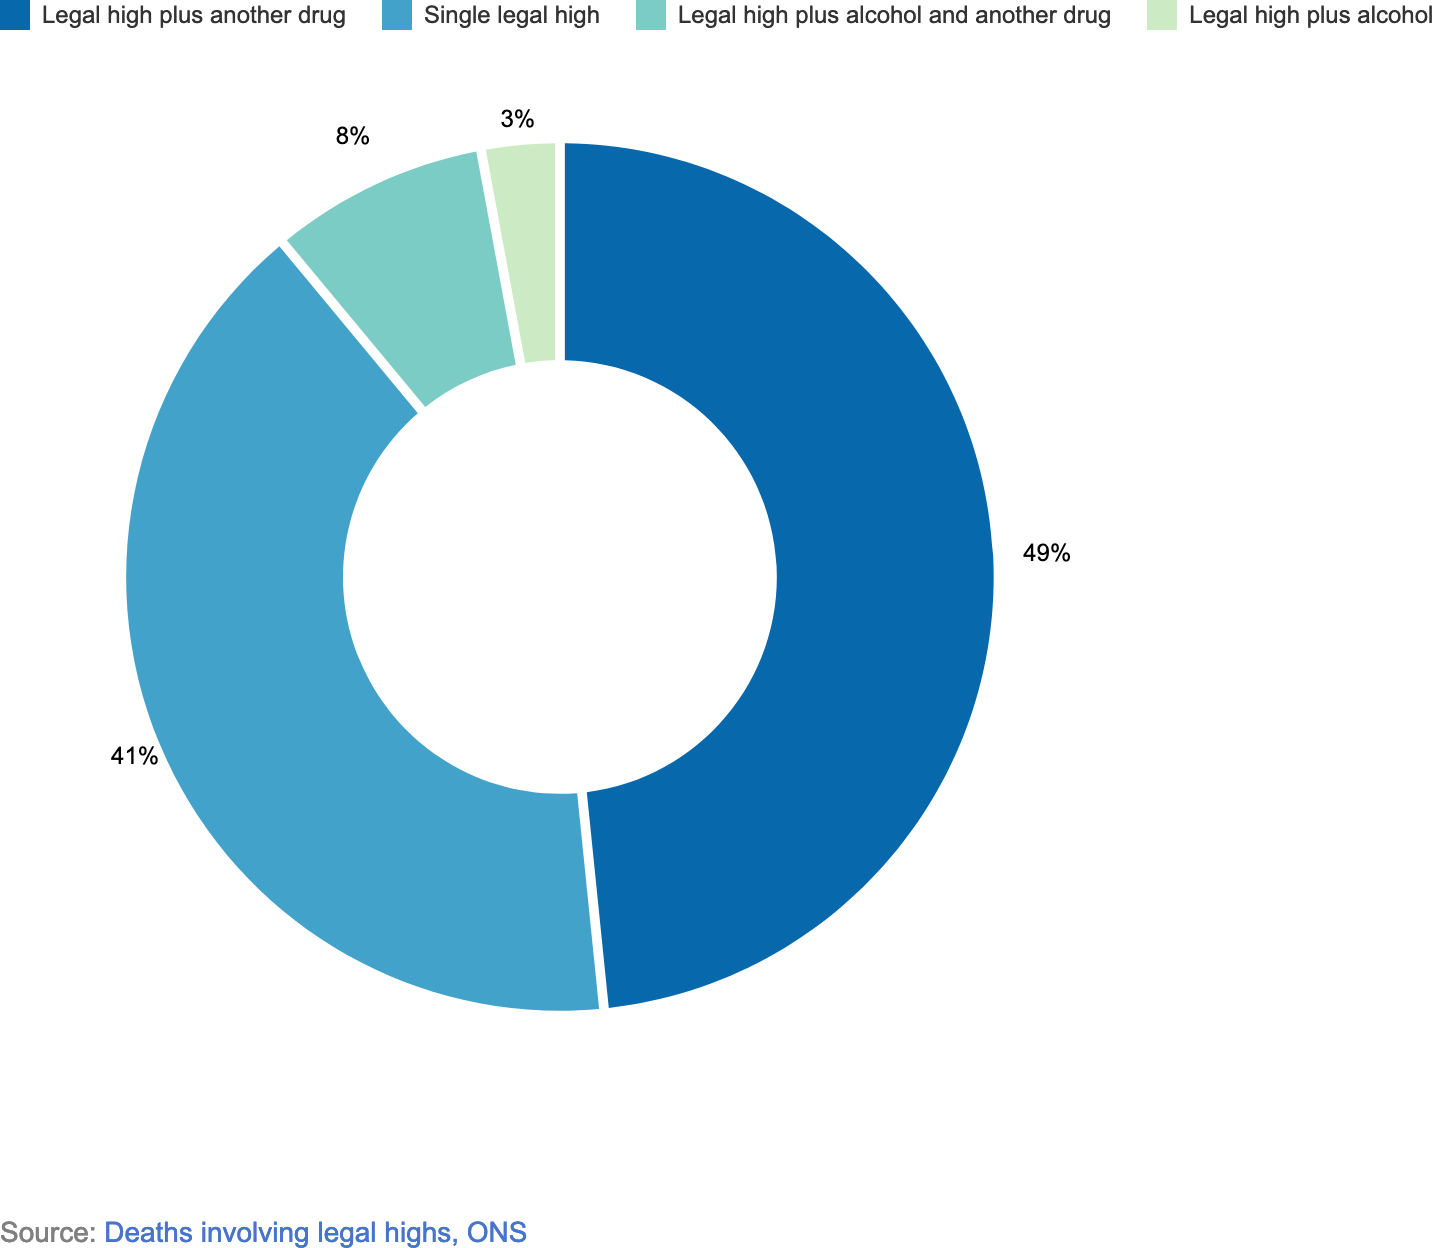 Legal high plus another drug Single legal high Legal high plus alcohol and another drug Legal high plus alcohol
3%
8%
49%
41%
Source: Deaths involving legal highs, ONS